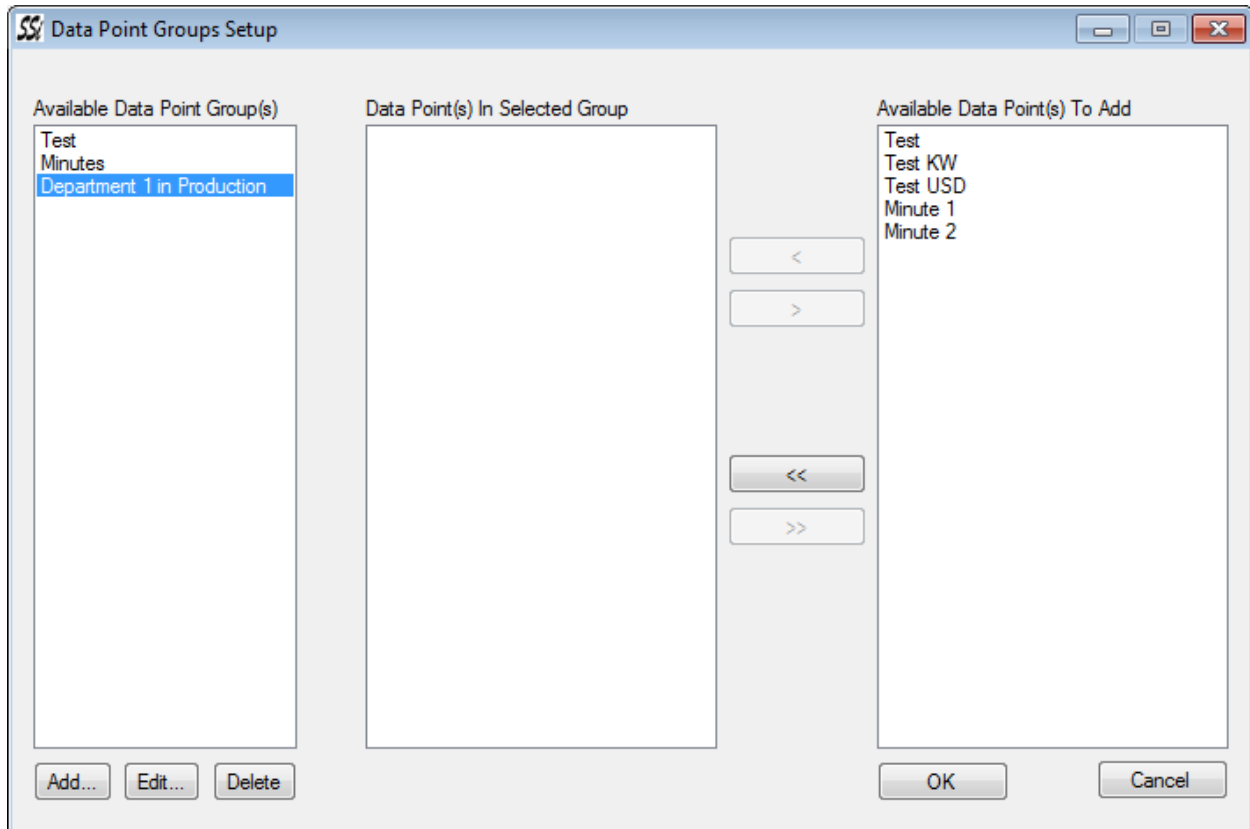 SSi Data Point Groups Setup
Available Data Point Group(s)
Test
Minutes
Department 1 in Production
Data Point(s) In Selected Group
<
>
<<
>>
Available Data Point(s) To Add
Test
Test KW
Test USD
Minute 1
Minute 2
Add... Edit... Delete
OK Cancel